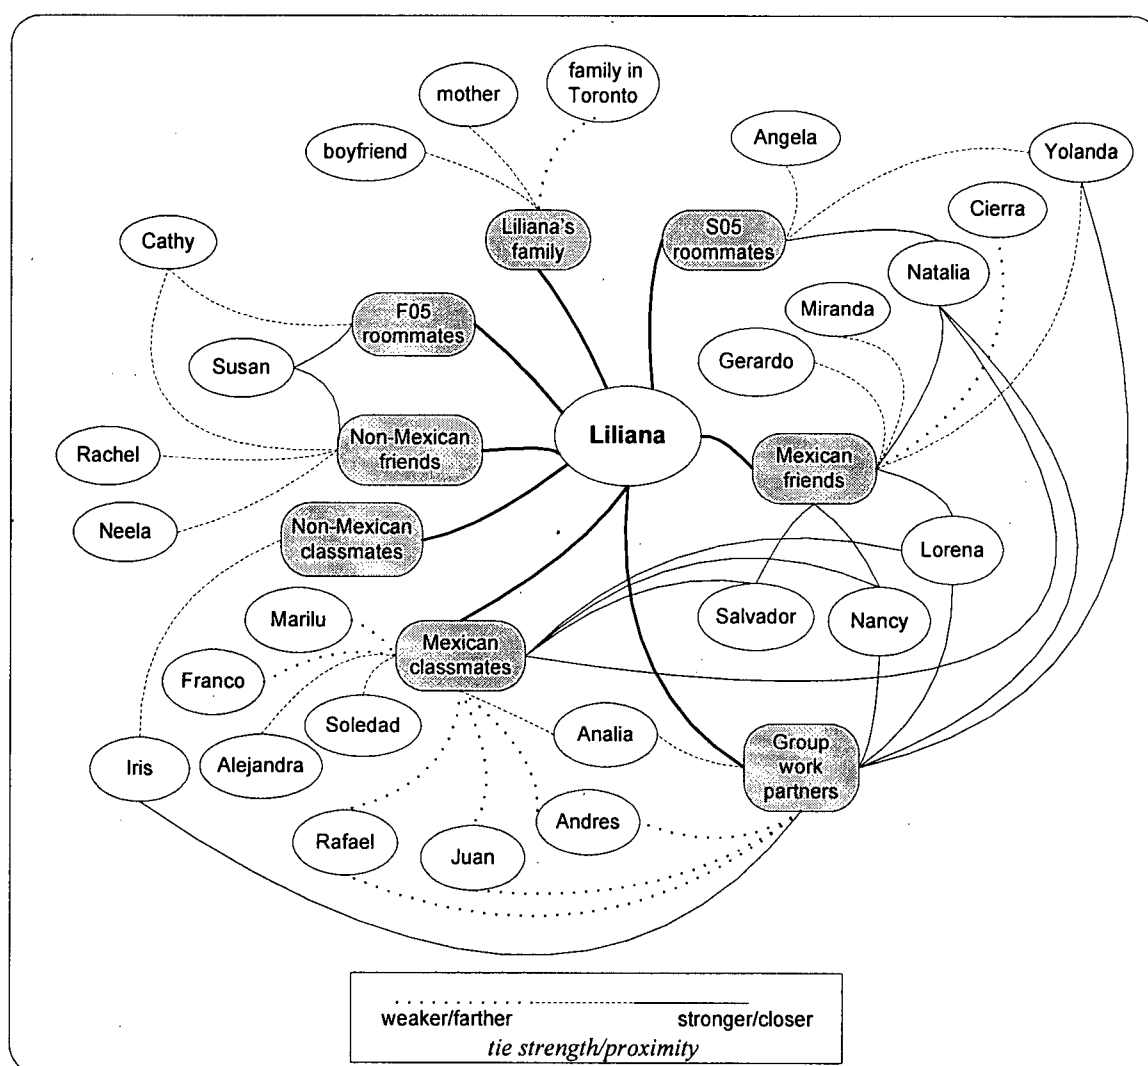 family in
Toronto
mother
boyfriend
Angela
Yolanda
Cierra
Liliana's
family
S05
roommates
Cathy
Natalia
F05
roommates
Miranda
Gerardo
Susan
Liliana
Non-Mexican
friends
Mexican
friends
Rachel
Neela
Non-Mexican
classmates
Lorena
Marilu
Salvador
Nancy
Mexican
classmates
Franco
Soledad
Analia
Group
work
partners
Iris
Alejandra
Rafael
Juan
Andres
weaker/farther
stronger/closer
tie strength/proximity